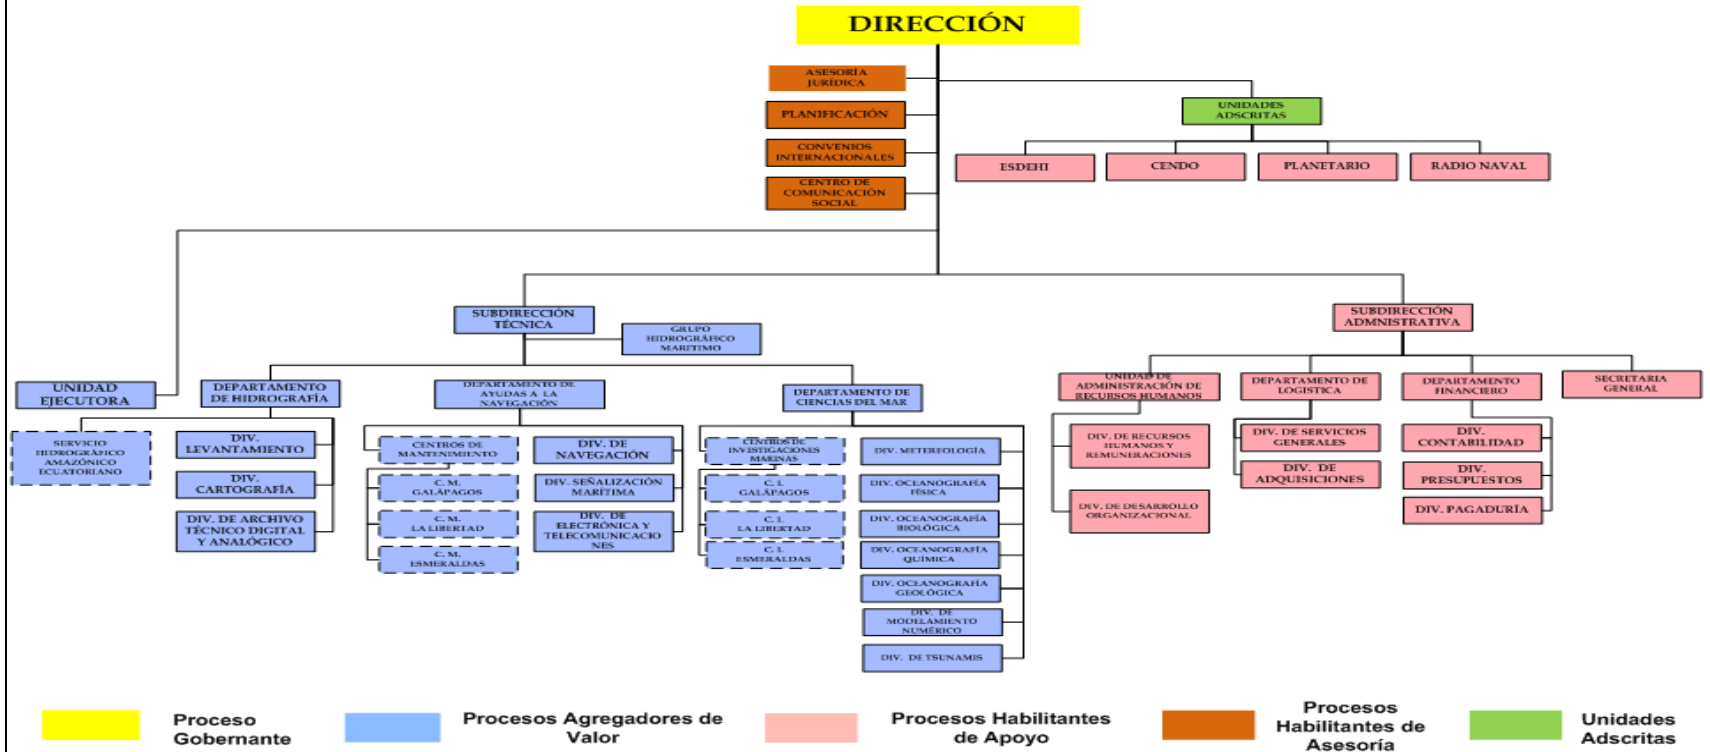 DIRECCIÓN
ASESORÍA
JURÍDICA
PLANIFICACIÓN
CONVENIOS
INTERNACIONALES
CENTRO DE
COMUNICACIÓN
SOCIAL
UNIDADES
ADSCRITAS
ESDEHI
CENDO
PLANETARIO
RADIO NAVAL
SUBDIRECCIÓN
TÉCNICA
GRUPO
HIDROGRÁFICO
MARITIMO
SUBDIRECCIÓN
ADMNISTRATIVA
UNIDAD
EJECUTORA
DEPARTAMENTO
DE HIDROGRAFÍA
DEPARTAMENTO DE
AYUDAS A LA
NAVEGACIÓN
DEPARTAMENTO DE
CIENCIAS DEL MAR
UNIDAD DE
ADMINISTRACIÓN DE
RECURSOS HUMANOS
DEPARTAMENTO DE
LOGISTICA
DEPARTAMENTO
FINANCIERO
SECRETARIA
GENERAL
SERVICIO
HIDROGRÁFICO
AMAZÓNICO
ECUATORIANO
DIV.
LEVANTAMIENTO
DIV.
CARTOGRAFÍA
DIV. DE ARCHIVO
TÉCNICO DIGITAL
Y ANALÓGICO
CENTROS DE
MANTENIMIENTO
C. M.
GALÁPAGOS
C. M.
LA LIBERTAD
C. M.
ESMERALDAS
DIV. DE
NAVEGACIÓN
DIV. SEÑALIZACIÓN
MARÍTIMA
DIV. DE
ELECTRÓNICA Y
TELECOMUNICACIO
NES
CENTROS DE
INVESTIGACIONES
MARINAS
C. I.
GALÁPAGOS
C. I.
LA LIBERTAD
C. I.
ESMERALDAS
DIV. METEREOLOGÍA
DIV. OCEANOGRAFÍA
FÍSICA
DIV. OCEANOGRAFÍA
BIOLÓGICA
DIV. OCEANOGRAFÍA
QUÍMICA
DIV. OCEANOGRAFÍA
GEOLÓGICA
DIV. DE
MODELAMIENTO
NUMÉRICO
DIV. DE TSUNAMIS
DIV. DE RECURSOS
HUMANOS Y
REMUNERACIONES
DIV. DE DESARROLLO
ORGANIZACIONAL
DIV. DE SERVICIOS
GENERALES
DIV. DE
ADQUISICIONES
DIV.
CONTABILIDAD
DIV.
PRESUPUESTOS
DIV. PAGADURÍA
Proceso
Gobernante
Procesos Agregadores de
Valor
Procesos Habilitantes
de Apoyo
Procesos
Habilitantes de
Asesoría
Unidades
Adscritas